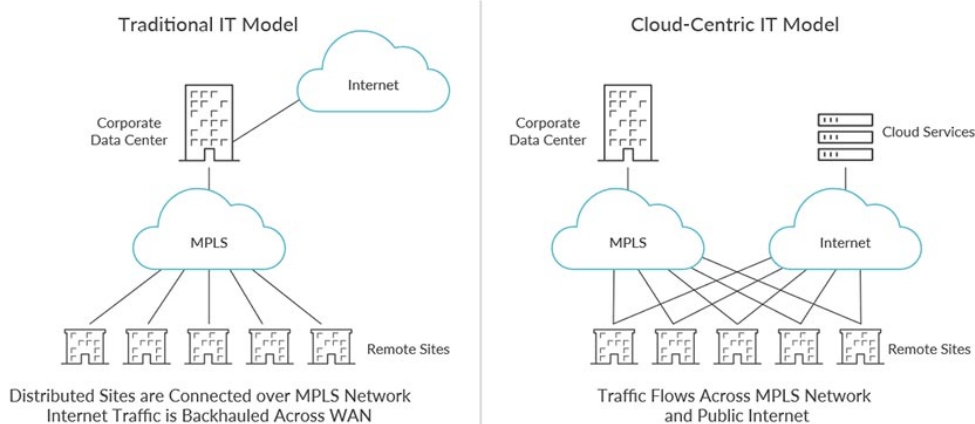 Traditional IT Model
Internet
Corporate
Data Center
MPLS
Remote Sites
Distributed Sites are Connected over MPLS Network
Internet Traffic is Backhauled Across WAN
Cloud-Centric IT Model
Corporate
Data Center
Cloud Services
MPLS
Internet
Remote Sites
Traffic Flows Across MPLS Network
and Public Internet